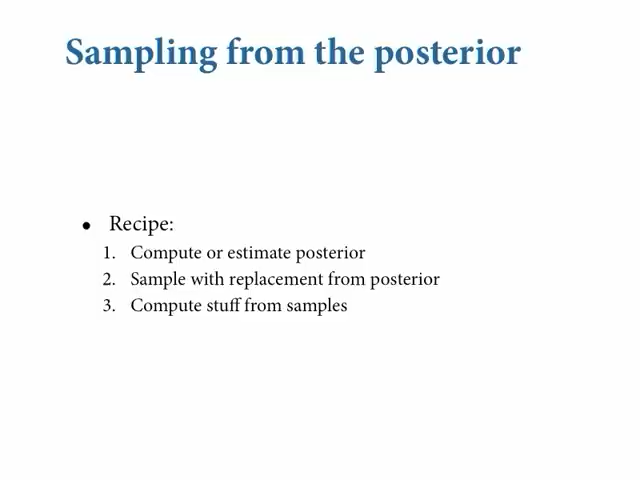 Sampling from the posterior
• Recipe:
1. Compute or estimate posterior
2. Sample with replacement from posterior
3. Compute stuff from samples